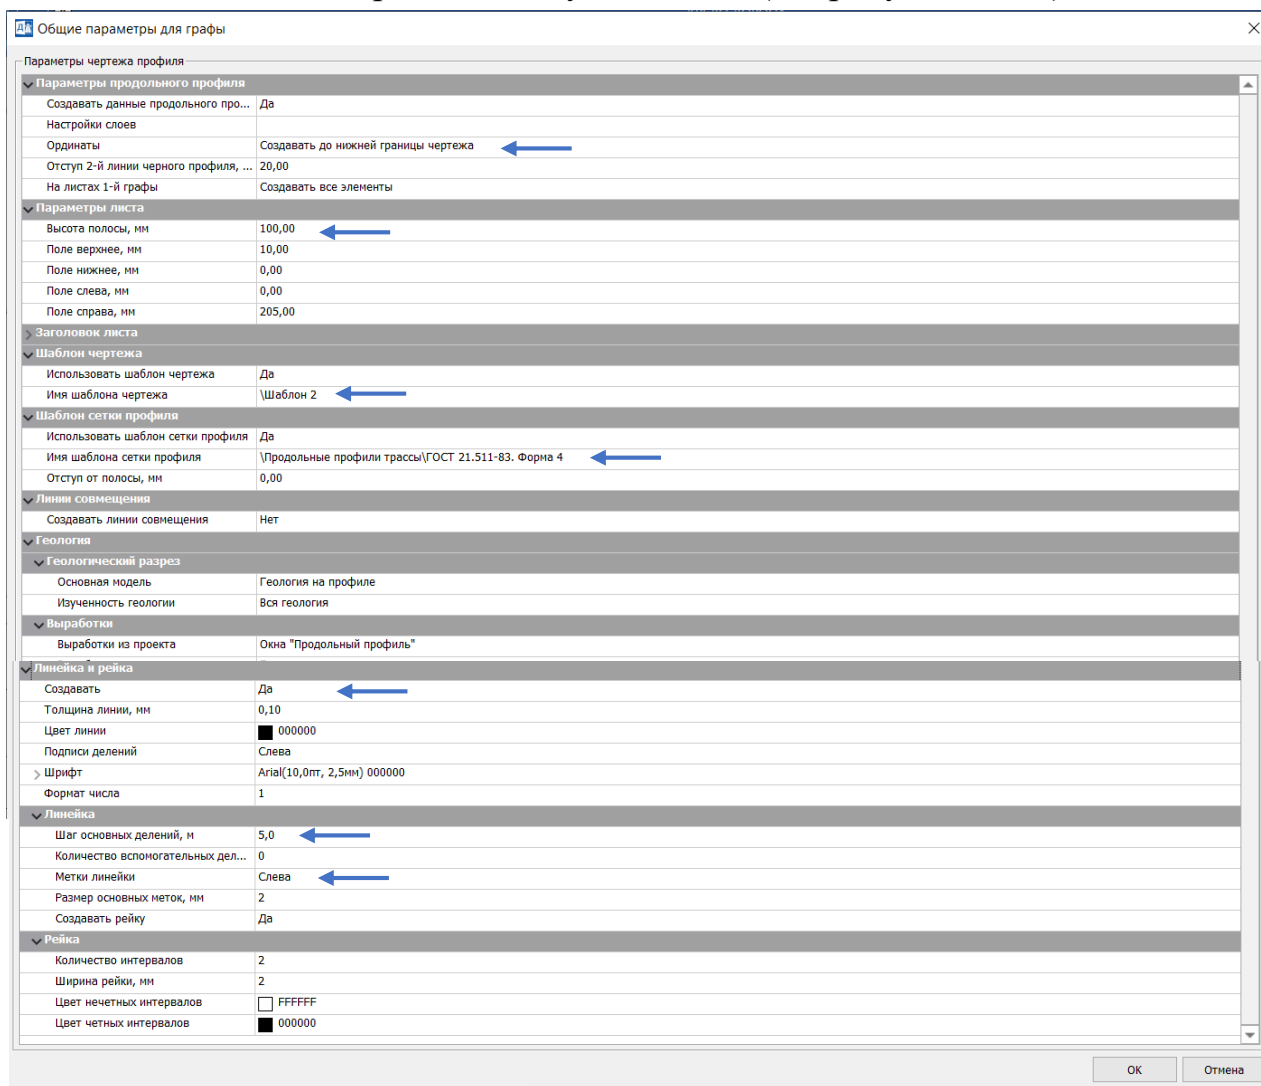 Общие параметры для графы
Параметры чертежа профиля
Параметры продольного профиля
Создавать данные продольного про... Да
Настройки слоев
Ординаты Создавать до нижней границы чертежа
Отступ 2-й линии черного профиля, ... 20,00
На листах 1-й графы Создавать все элементы
Параметры листа
Высота полосы, мм 100,00
Поле верхнее, мм 10,00
Поле нижнее, мм 0,00
Поле слева, мм 0,00
Поле справа, мм 205,00
Заголовок листа
Шаблон чертежа
Использовать шаблон чертежа Да
Имя шаблона чертежа \Шаблон 2
Шаблон сетки профиля
Использовать шаблон сетки профиля Да
Имя шаблона сетки профиля \Продольные профили трассы\ГОСТ 21.511-83. Форма 4
Отступ от полосы, мм 0,00
Линии совмещения
Создавать линии совмещения Нет
Геология
Геологический разрез
Основная модель Геология на профиле
Изученность геологии Вся геология
Выработки
Выработки из проекта Окна "Продольный профиль"
Линейка и рейка
Создавать Да
Толщина линии, мм 0,10
Цвет линии 000000
Подписи делений Слева
Шрифт Arial(10,0пт, 2,5мм) 000000
Формат числа 1
Линейка
Шаг основных делений, м 5,0
Количество вспомогательных дел... 0
Метки линейки Слева
Размер основных меток, мм 2
Создавать рейку Да
Рейка
Количество интервалов 2
Ширина рейки, мм 2
Цвет нечетных интервалов FFFFFF
Цвет четных интервалов 000000
ОК Отмена